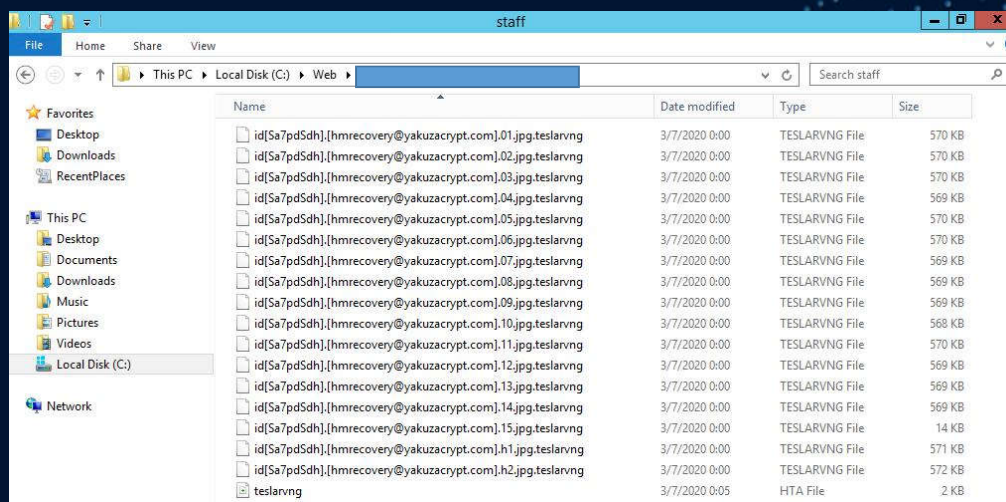 staff
File Home Share View
This PC Local Disk (C:) Web Search staff
Name Date modified Type Size
Favorites
Desktop
Downloads
RecentPlaces
This PC
Desktop
Documents
Downloads
Music
Pictures
Videos
Local Disk (C:)
Network
id[Sa7pdSdh].[hmrecovery@yakuzacrypt.com].01.jpg.teslarvng 3/7/2020 0:00 TESLARVNG File 570 KB
id[Sa7pdSdh].[hmrecovery@yakuzacrypt.com].02.jpg.teslarvng 3/7/2020 0:00 TESLARVNG File 570 KB
id[Sa7pdSdh].[hmrecovery@yakuzacrypt.com].03.jpg.teslarvng 3/7/2020 0:00 TESLARVNG File 570 KB
id[Sa7pdSdh].[hmrecovery@yakuzacrypt.com].04.jpg.teslarvng 3/7/2020 0:00 TESLARVNG File 569 KB
id[Sa7pdSdh].[hmrecovery@yakuzacrypt.com].05.jpg.teslarvng 3/7/2020 0:00 TESLARVNG File 570 KB
id[Sa7pdSdh].[hmrecovery@yakuzacrypt.com].06.jpg.teslarvng 3/7/2020 0:00 TESLARVNG File 570 KB
id[Sa7pdSdh].[hmrecovery@yakuzacrypt.com].07.jpg.teslarvng 3/7/2020 0:00 TESLARVNG File 569 KB
id[Sa7pdSdh].[hmrecovery@yakuzacrypt.com].08.jpg.teslarvng 3/7/2020 0:00 TESLARVNG File 569 KB
id[Sa7pdSdh].[hmrecovery@yakuzacrypt.com].09.jpg.teslarvng 3/7/2020 0:00 TESLARVNG File 569 KB
id[Sa7pdSdh].[hmrecovery@yakuzacrypt.com].10.jpg.teslarvng 3/7/2020 0:00 TESLARVNG File 568 KB
id[Sa7pdSdh].[hmrecovery@yakuzacrypt.com].11.jpg.teslarvng 3/7/2020 0:00 TESLARVNG File 570 KB
id[Sa7pdSdh].[hmrecovery@yakuzacrypt.com].12.jpg.teslarvng 3/7/2020 0:00 TESLARVNG File 569 KB
id[Sa7pdSdh].[hmrecovery@yakuzacrypt.com].13.jpg.teslarvng 3/7/2020 0:00 TESLARVNG File 569 KB
id[Sa7pdSdh].[hmrecovery@yakuzacrypt.com].14.jpg.teslarvng 3/7/2020 0:00 TESLARVNG File 569 KB
id[Sa7pdSdh].[hmrecovery@yakuzacrypt.com].15.jpg.teslarvng 3/7/2020 0:00 TESLARVNG File 14 KB
id[Sa7pdSdh].[hmrecovery@yakuzacrypt.com].h1.jpg.teslarvng 3/7/2020 0:00 TESLARVNG File 571 KB
id[Sa7pdSdh].[hmrecovery@yakuzacrypt.com].h2.jpg.teslarvng 3/7/2020 0:00 TESLARVNG File 572 KB
teslarvng 3/7/2020 0:05 HTA File 2 KB